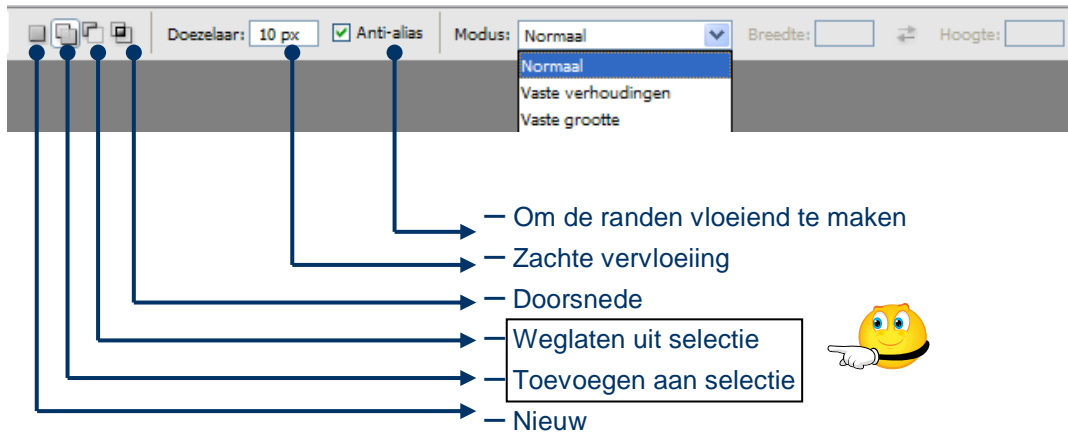 Doezelaar: 10 px Anti-alias Modus: Normaal Breedte: Hoogte:
Normaal
Vaste verhoudingen
Vaste grootte
– Om de randen vloeiend te maken
– Zachte vervloeiing
– Doorsnede
– Weglaten uit selectie
– Toevoegen aan selectie
– Nieuw